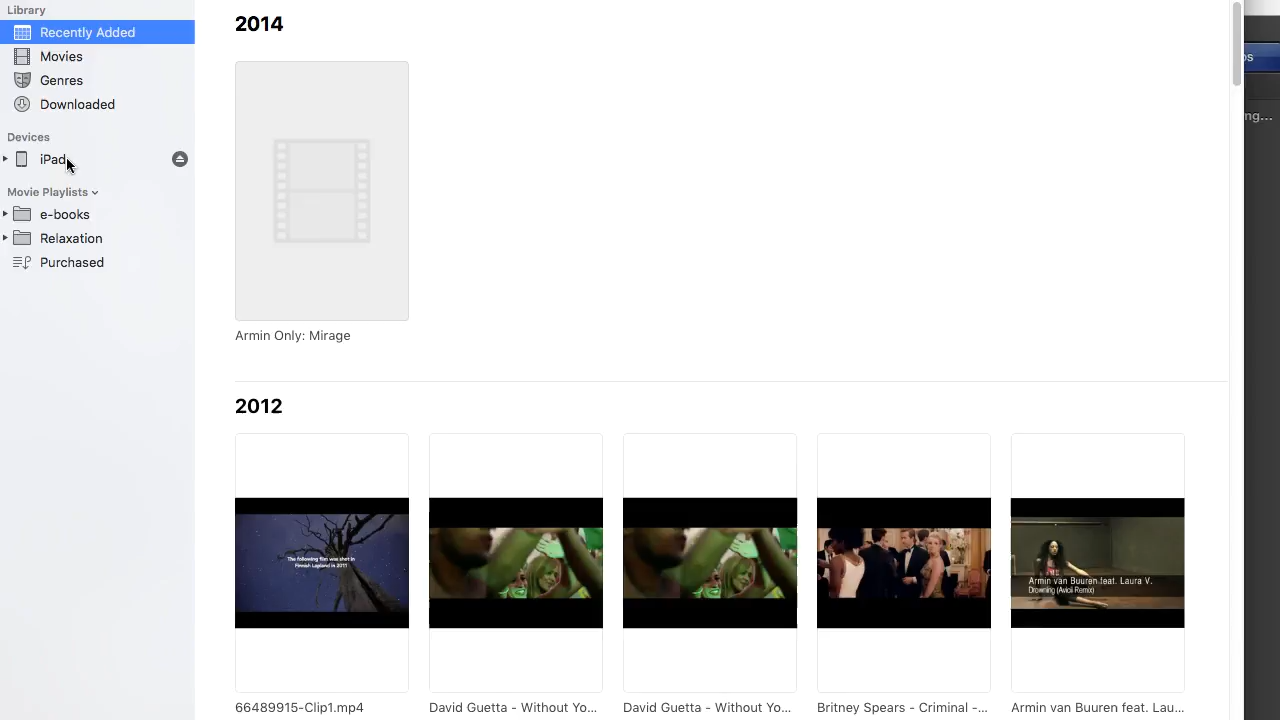 Library
Recently Added
Movies
Genres
Downloaded
Devices
iPad
Movie Playlists
e-books
Relaxation
Purchased
2014
Armin Only: Mirage
2012
The following film was shot in
Finnish Lapland in 2011
Armin van Buuren feat. Laura V.
Drowning (Avicii Remix)
66489915-Clip1.mp4
David Guetta - Without Yo...
David Guetta - Without Yo...
Britney Spears - Criminal -...
Armin van Buuren feat. Lau...
os
ng...